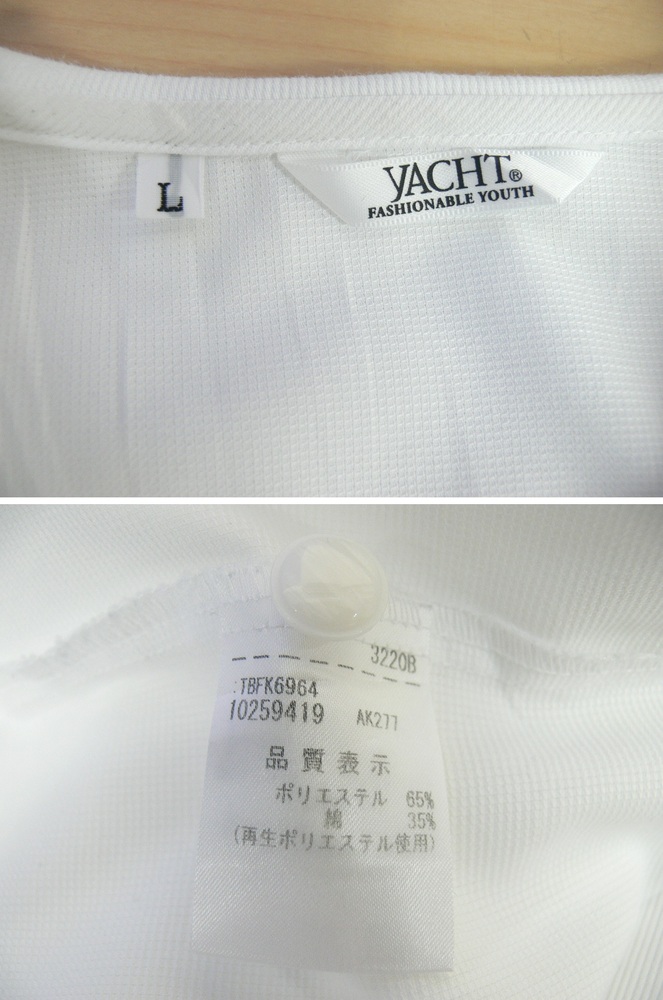 L
YACHT®
FASHIONABLE YOUTH
3220B
:TBFK6964
10259419 AK277
品質表示
ポリエステル 65%
綿 35%
(再生ポリエステル使用)